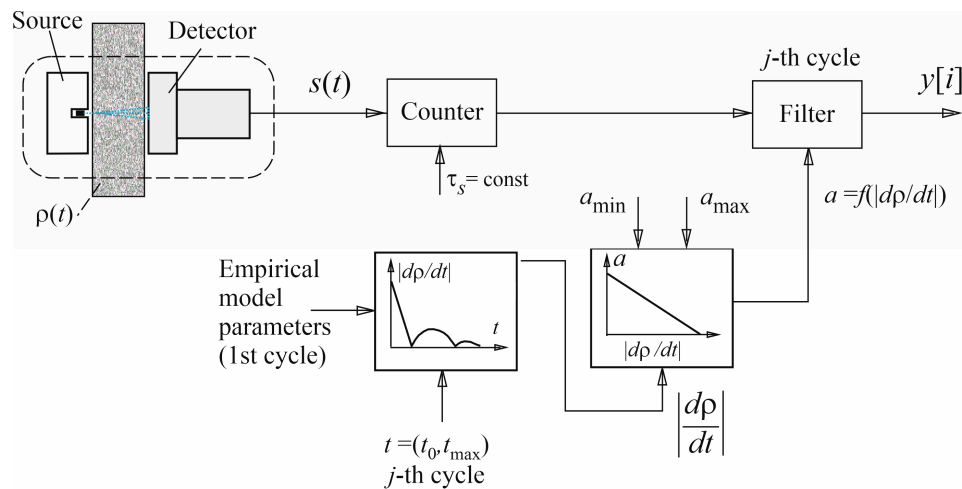 Source
Detector
ρ(t)
s(t)
Counter
τs= const
j-th cycle
Filter
y[i]
a =f(|dρ/dt|)
amin
amax
Empirical
model
parameters
(1st cycle)
|dρ/dt|
t
a
|dρ/dt|
t =(t0,tmax)
j-th cycle
|dρ/dt|